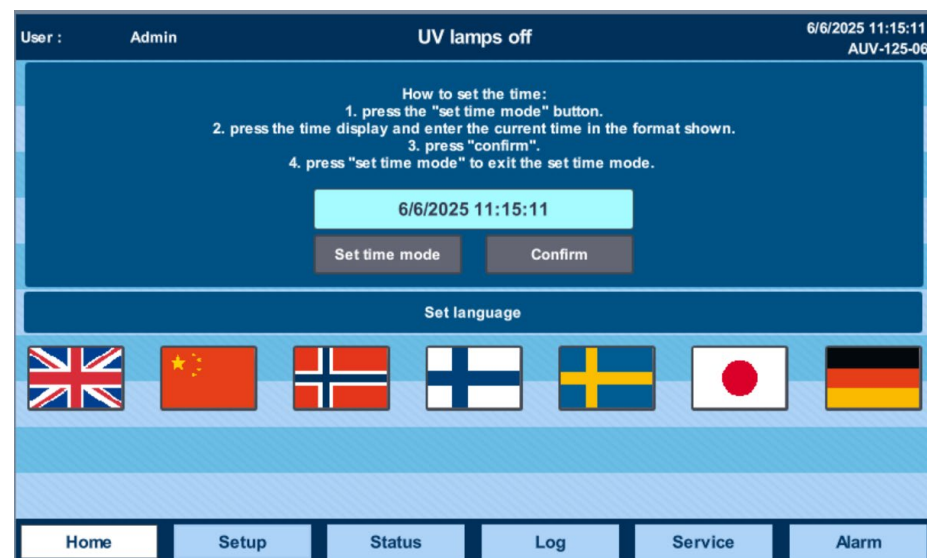 User : Admin UV lamps off 6/6/2025 11:15:11
AUV-125-06
How to set the time:
1. press the "set time mode" button.
2. press the time display and enter the current time in the format shown.
3. press "confirm".
4. press "set time mode" to exit the set time mode.
6/6/2025 11:15:11
Set time mode Confirm
Set language
Home Setup Status Log Service Alarm